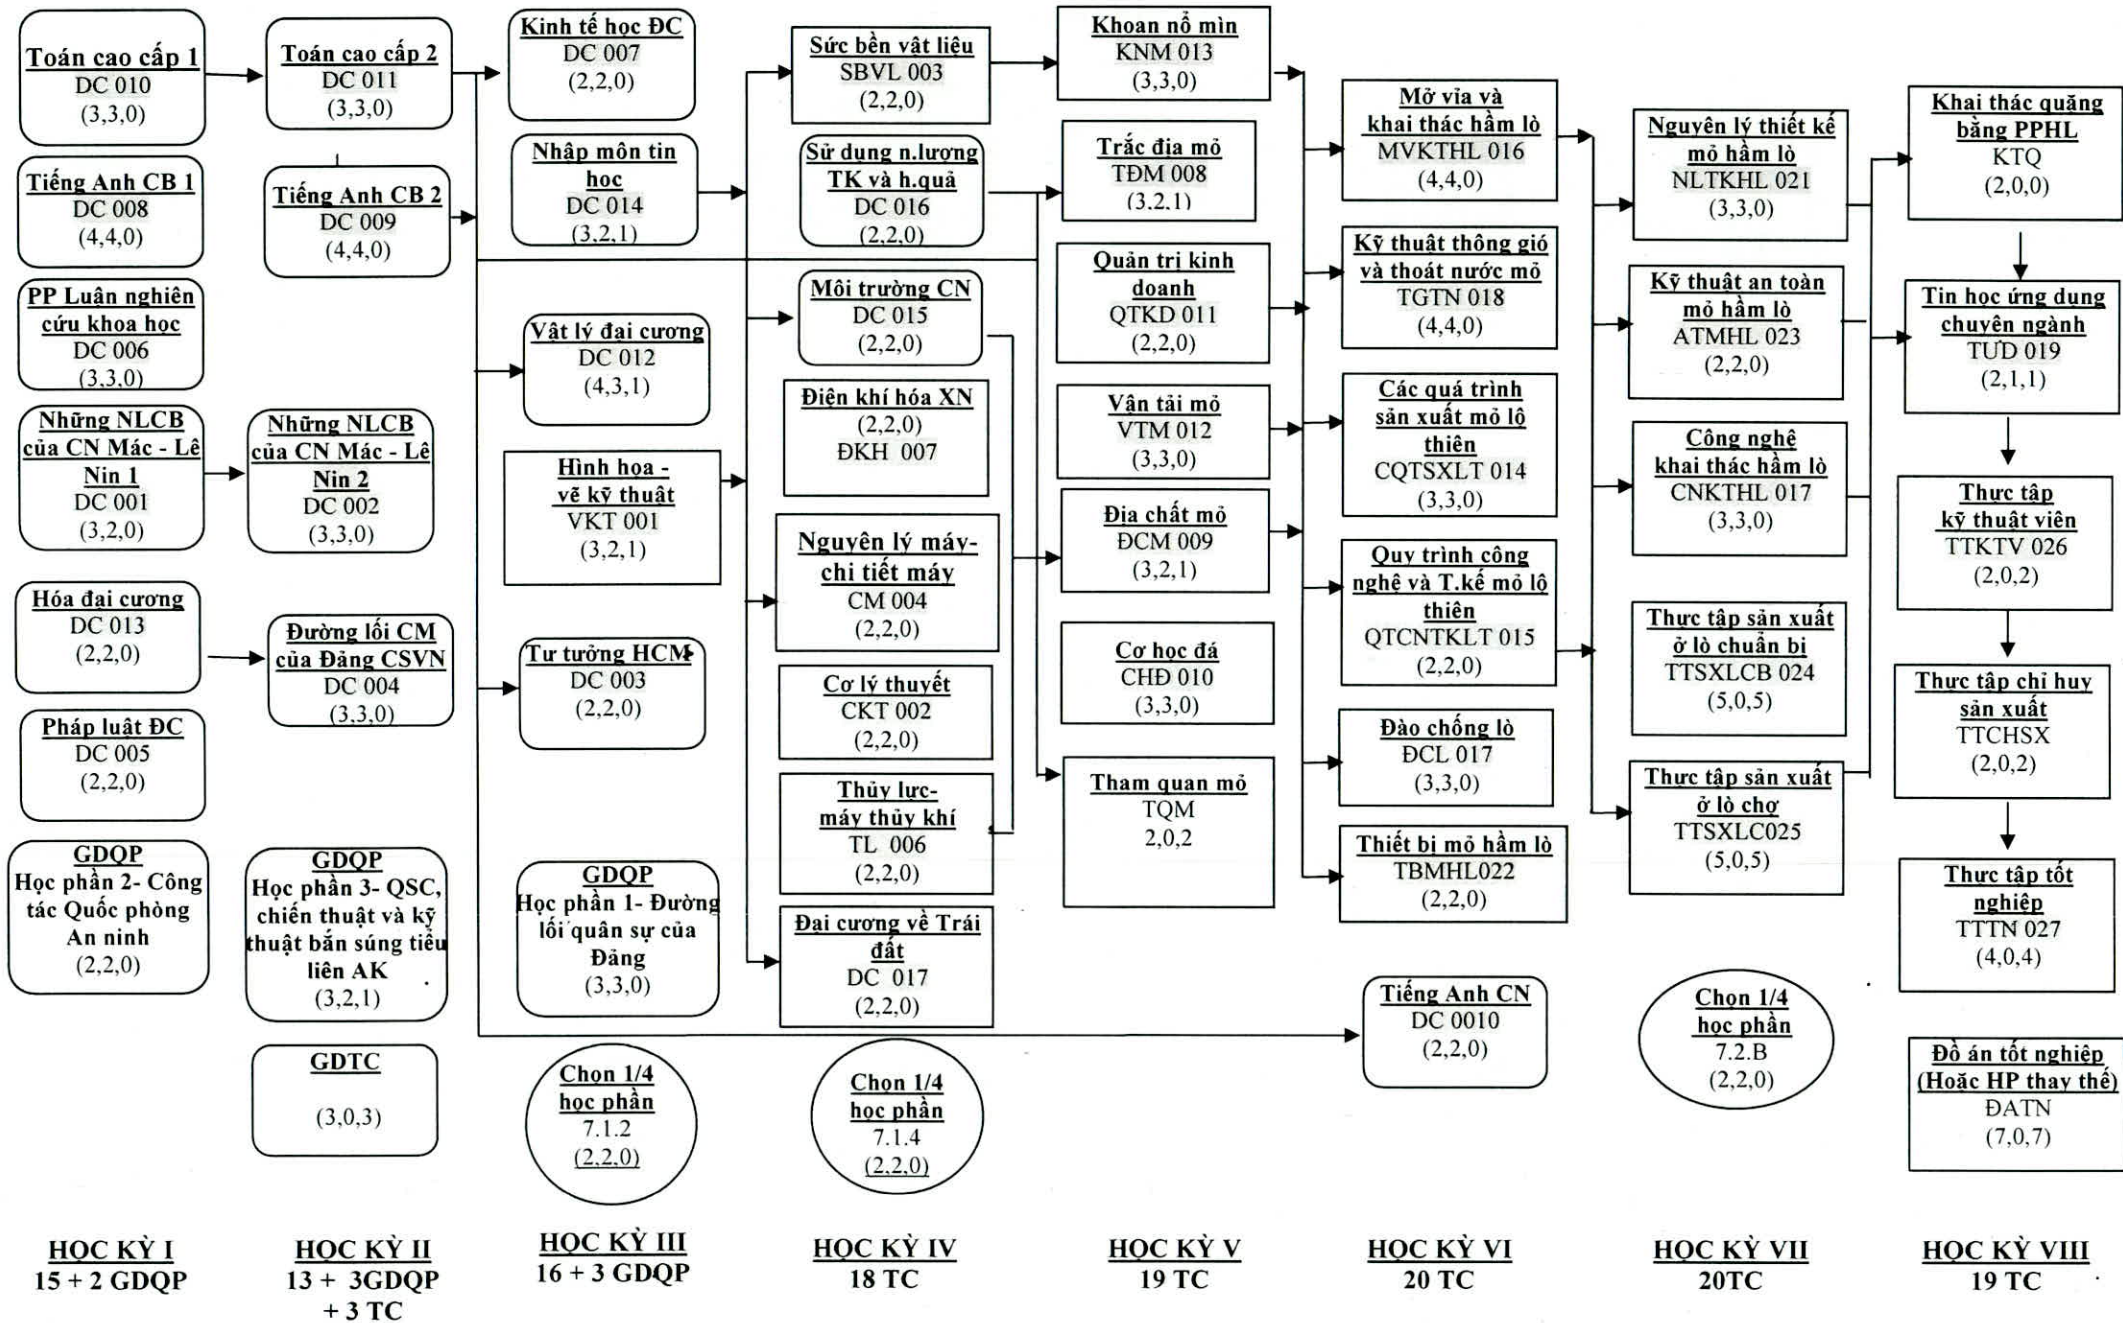 Toán cao cấp 1
DC 010
(3,3,0)
Tiếng Anh CB 1
DC 008
(4,4,0)
PP Luận nghiên
cứu khoa học
DC 006
(3,3,0)
Những NLCB
của CN Mác - Lê
Nin 1
DC 001
(3,2,0)
Hóa đại cương
DC 013
(2,2,0)
Pháp luật ĐC
DC 005
(2,2,0)
GDQP
Học phần 2- Công
tác Quốc phòng
An ninh
(2,2,0)
HỌC KỲ I
15 + 2 GDQP
Toán cao cấp 2
DC 011
(3,3,0)
Tiếng Anh CB 2
DC 009
(4,4,0)
Những NLCB
của CN Mác - Lê
Nin 2
DC 002
(3,3,0)
Đường lối CM
của Đảng CSVN
DC 004
(3,3,0)
GDQP
Học phần 3- QSC,
chiến thuật và kỹ
thuật bắn súng tiểu
liên AK
(3,2,1)
GDTC
(3,0,3)
HỌC KỲ II
13 + 3GDQP
+ 3 TC
Kinh tế học ĐC
DC 007
(2,2,0)
Nhập môn tin
học
DC 014
(3,2,1)
Vật lý đại cương
DC 012
(4,3,1)
Hình họa -
vẽ kỹ thuật
VKT 001
(3,2,1)
Tư tưởng HCM
DC 003
(2,2,0)
GDQP
Học phần 1- Đường
lối quân sự của
Đảng
(3,3,0)
Chọn 1/4
học phần
7.1.2
(2,2,0)
HỌC KỲ III
16 + 3 GDQP
Sức bền vật liệu
SBVL 003
(2,2,0)
Sử dụng n.lượng
TK và h.quả
DC 016
(2,2,0)
Môi trường CN
DC 015
(2,2,0)
Điện khí hóa XN
(2,2,0)
ĐKH 007
Nguyên lý máy-
chi tiết máy
CM 004
(2,2,0)
Cơ lý thuyết
CKT 002
(2,2,0)
Thủy lực-
máy thủy khí
TL 006
(2,2,0)
Đại cương về Trái
đất
DC 017
(2,2,0)
Chọn 1/4
học phần
7.1.4
(2,2,0)
HỌC KỲ IV
18 TC
Khoan nổ mìn
KNM 013
(3,3,0)
Trắc địa mỏ
TĐM 008
(3,2,1)
Quản trị kinh
doanh
QTKD 011
(2,2,0)
Vận tải mỏ
VTM 012
(3,3,0)
Địa chất mỏ
ĐCM 009
(3,2,1)
Cơ học đá
CHĐ 010
(3,3,0)
Tham quan mỏ
TQM
2,0,2
HỌC KỲ V
19 TC
Mở vỉa và
khai thác hầm lò
MVKTHL 016
(4,4,0)
Kỹ thuật thông gió
và thoát nước mỏ
TGTN 018
(4,4,0)
Các quá trình
sản xuất mỏ lộ
thiên
CQTSXLT 014
(3,3,0)
Quy trình công
nghệ và T.kế mỏ lộ
thiên
QTCNTKLT 015
(2,2,0)
Đào chống lò
ĐCL 017
(3,3,0)
Thiết bị mỏ hầm lò
TBMHL022
(2,2,0)
Tiếng Anh CN
DC 0010
(2,2,0)
HỌC KỲ VI
20 TC
Nguyên lý thiết kế
mỏ hầm lò
NLTKHL 021
(3,3,0)
Kỹ thuật an toàn
mỏ hầm lò
ATMHL 023
(2,2,0)
Công nghệ
khai thác hầm lò
CNKTHL 017
(3,3,0)
Thực tập sản xuất
ở lò chuẩn bị
TTSXLCB 024
(5,0,5)
Thực tập sản xuất
ở lò chợ
TTSXLC025
(5,0,5)
Chọn 1/4
học phần
7.2.B
(2,2,0)
HỌC KỲ VII
20TC
Khai thác quặng
bằng PPHL
KTQ
(2,0,0)
Tin học ứng dụng
chuyên ngành
TUD 019
(2,1,1)
Thực tập
kỹ thuật viên
TTKTV 026
(2,0,2)
Thực tập chỉ huy
sản xuất
TTCHSX
(2,0,2)
Thực tập tốt
nghiệp
TTTN 027
(4,0,4)
Đồ án tốt nghiệp
(Hoặc HP thay thế)
ĐATN
(7,0,7)
HỌC KỲ VIII
19 TC